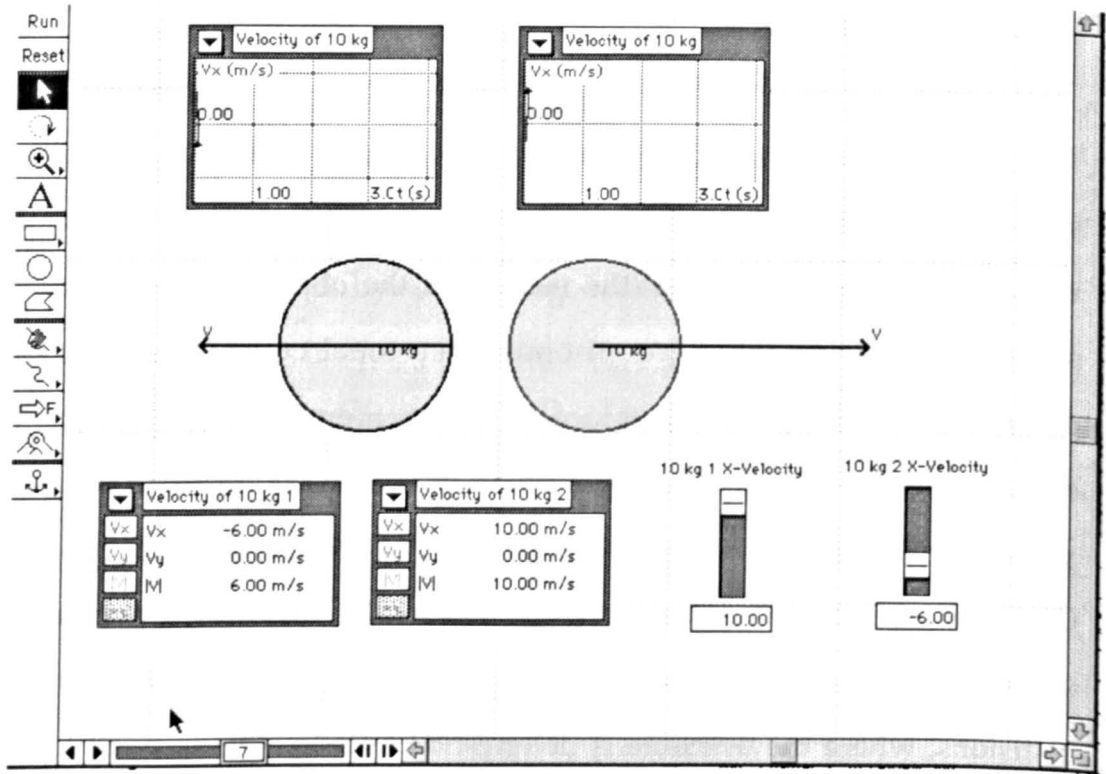 Run
Reset
A
F
Velocity of 10 kg
Vx (m/s)
0.00
1.00
3.0 t (s)
Velocity of 10 kg
Vx (m/s)
0.00
1.00
3.0 t (s)
V
10 kg
10 kg
V
Velocity of 10 kg 1
Vx
Vy
|V|
Vx -6.00 m/s
Vy 0.00 m/s
|V| 6.00 m/s
Velocity of 10 kg 2
Vx
Vy
|V|
Vx 10.00 m/s
Vy 0.00 m/s
|V| 10.00 m/s
10 kg 1 X-Velocity
10.00
10 kg 2 X-Velocity
-6.00
7